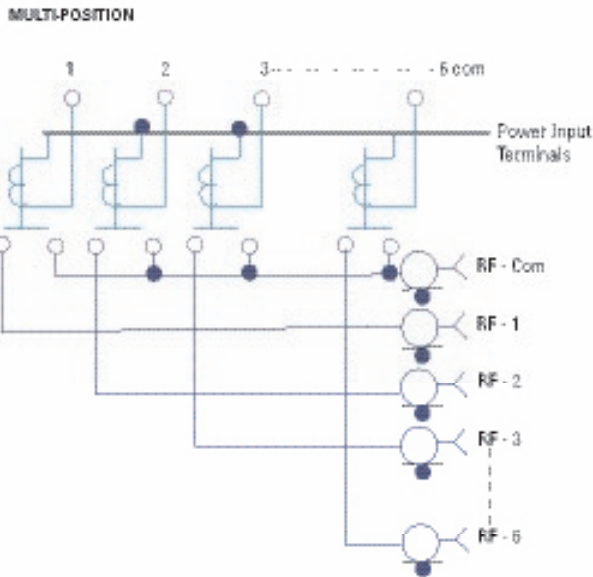 MULTI-POSITION
1 2 3 6 com
Power Input
Terminals
RF - Com
RF - 1
RF - 2
RF - 3
RF - 6